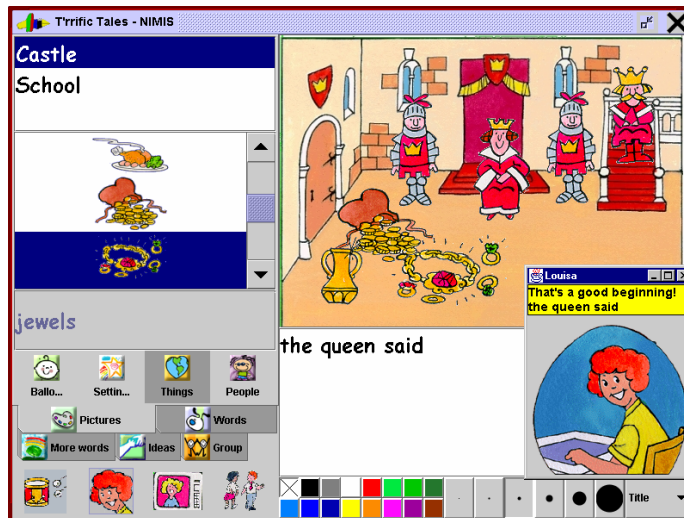 T'rrific Tales - NIMIS
Castle
School
jewels
Ballo...
Settin...
Things
People
Pictures
Words
More words
Ideas
Group
the queen said
Louisa
That's a good beginning!
the queen said
Title